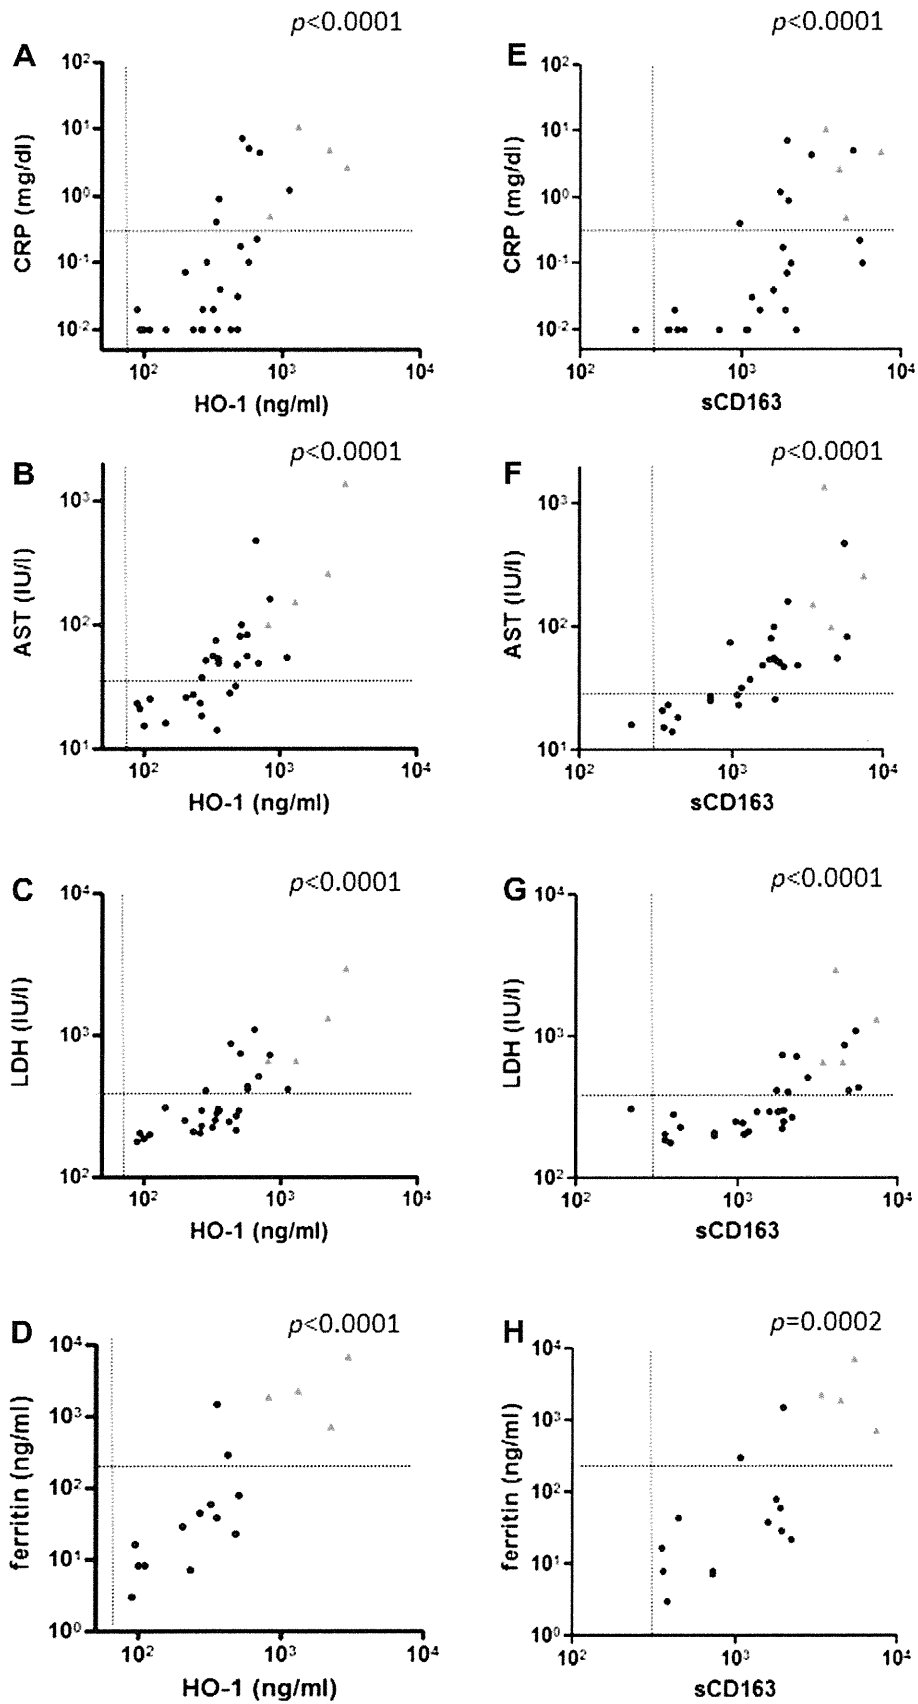 p<0.0001
A
10²
10¹
10⁰
10⁻¹
10⁻²
CRP (mg/dl)
10² 10³ 10⁴
HO-1 (ng/ml)
p<0.0001
E
10²
10¹
10⁰
10⁻¹
10⁻²
CRP (mg/dl)
10² 10³ 10⁴
sCD163
p<0.0001
B
10³
10²
10¹
AST (IU/l)
10² 10³ 10⁴
HO-1 (ng/ml)
p<0.0001
F
10³
10²
10¹
AST (IU/l)
10² 10³ 10⁴
sCD163
p<0.0001
C
10⁴
10³
10²
LDH (IU/l)
10² 10³ 10⁴
HO-1 (ng/ml)
p<0.0001
G
10⁴
10³
10²
LDH (IU/l)
10² 10³ 10⁴
sCD163
p<0.0001
D
10⁴
10³
10²
10¹
10⁰
ferritin (ng/ml)
10² 10³ 10⁴
HO-1 (ng/ml)
p=0.0002
H
10⁴
10³
10²
10¹
10⁰
ferritin (ng/ml)
10² 10³ 10⁴
sCD163